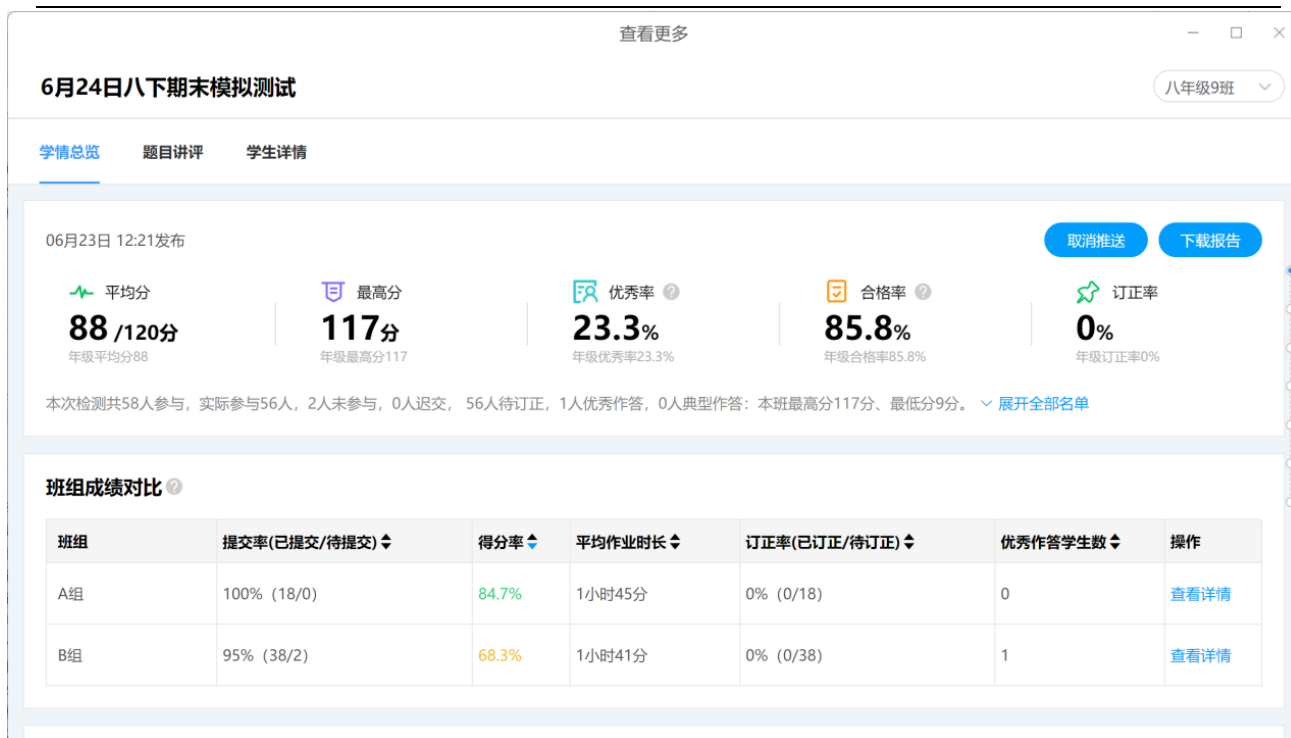 查看更多
6月24日八下期末模拟测试
八年级9班
学情总览 题目讲评 学生详情
06月23日 12:21发布
取消推送 下载报告
平均分 最高分 优秀率 合格率 订正率
88 /120分 117分 23.3% 85.8% 0%
年级平均分88 年级最高分117 年级优秀率23.3% 年级合格率85.8% 年级订正率0%
本次检测共58人参与，实际参与56人，2人未参与，0人迟交， 56人待订正，1人优秀作答，0人典型作答：本班最高分117分、最低分9分。 展开全部名单
班组成绩对比
班组 提交率(已提交/待提交) 得分率 平均作业时长 订正率(已订正/待订正) 优秀作答学生数 操作
A组 100%（18/0） 84.7% 1小时45分 0%（0/18） 0 查看详情
B组 95%（38/2） 68.3% 1小时41分 0%（0/38） 1 查看详情